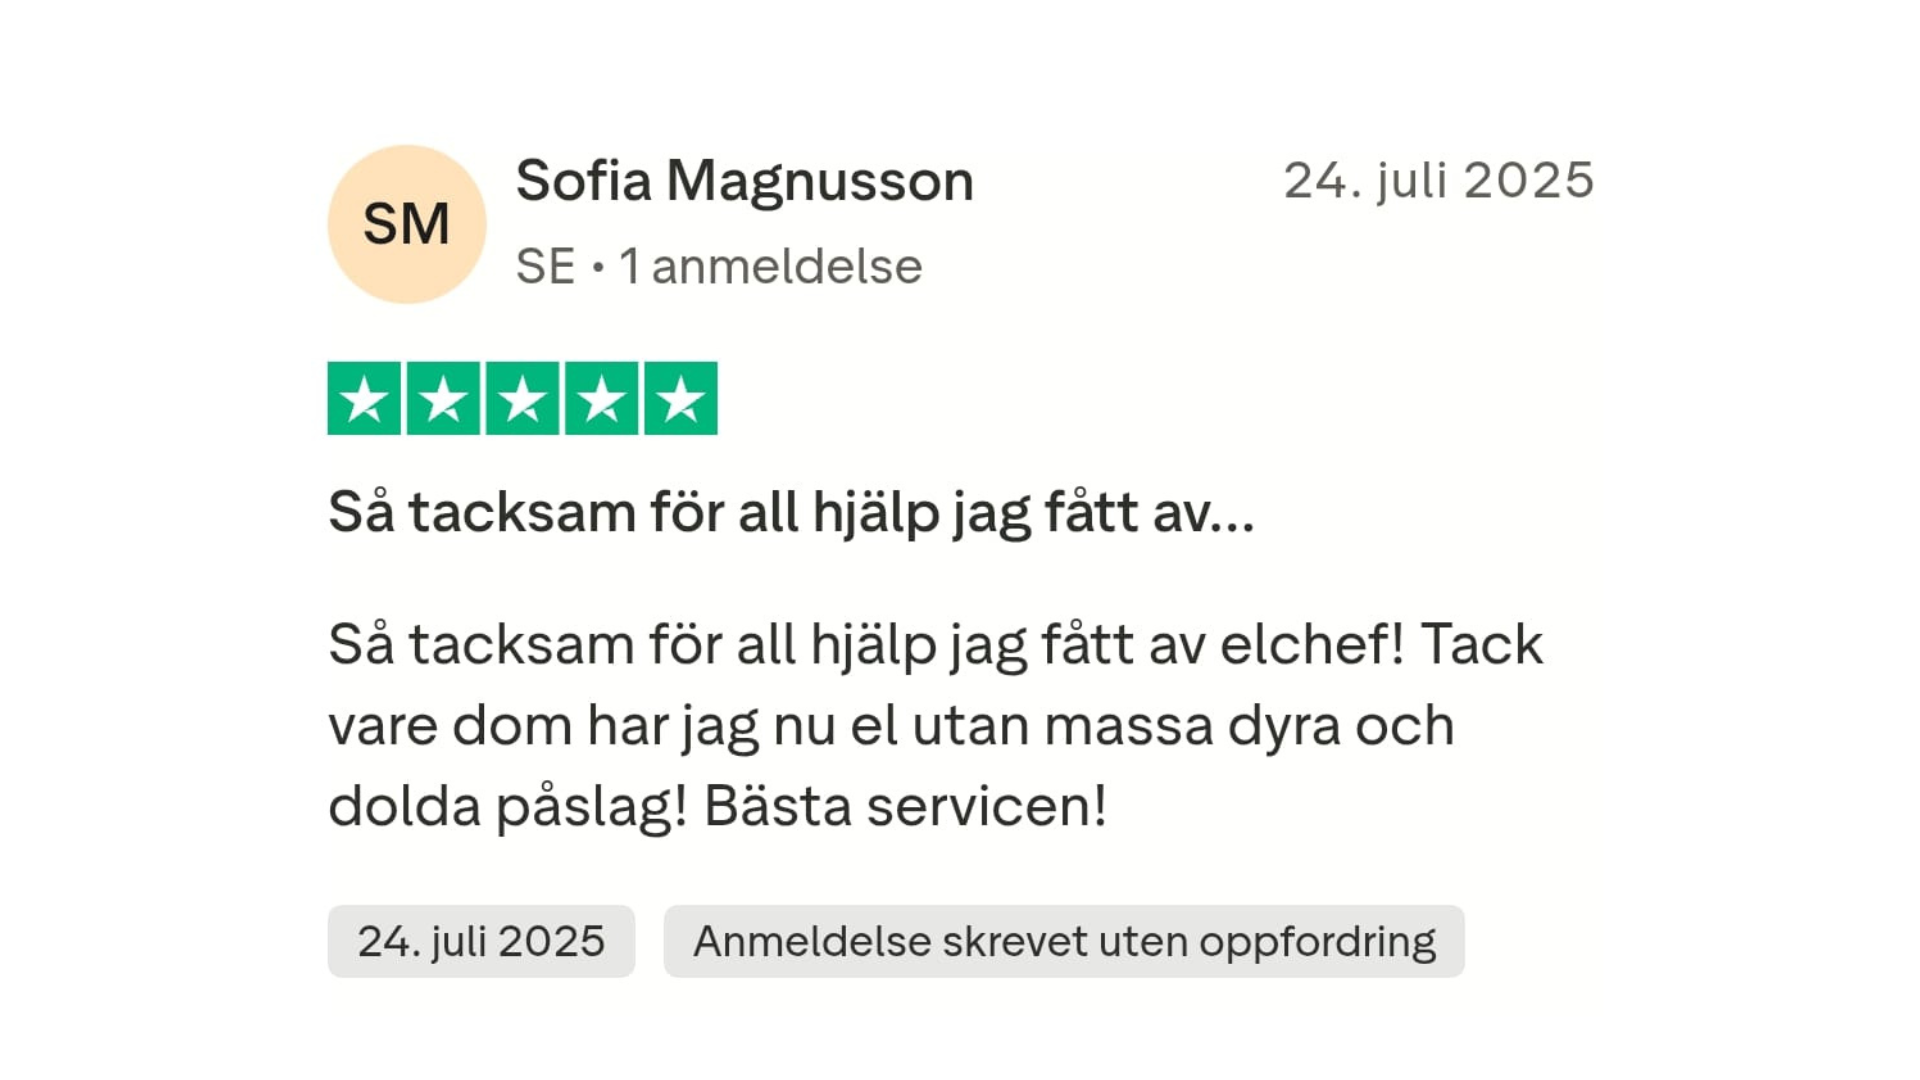 SM
Sofia Magnusson
24. juli 2025
SE • 1 anmeldelse
Så tacksam för all hjälp jag fått av...
Så tacksam för all hjälp jag fått av elchef! Tack
vare dom har jag nu el utan massa dyra och
dolda påslag! Bästa servicen!
24. juli 2025
Anmeldelse skrevet uten oppfordring